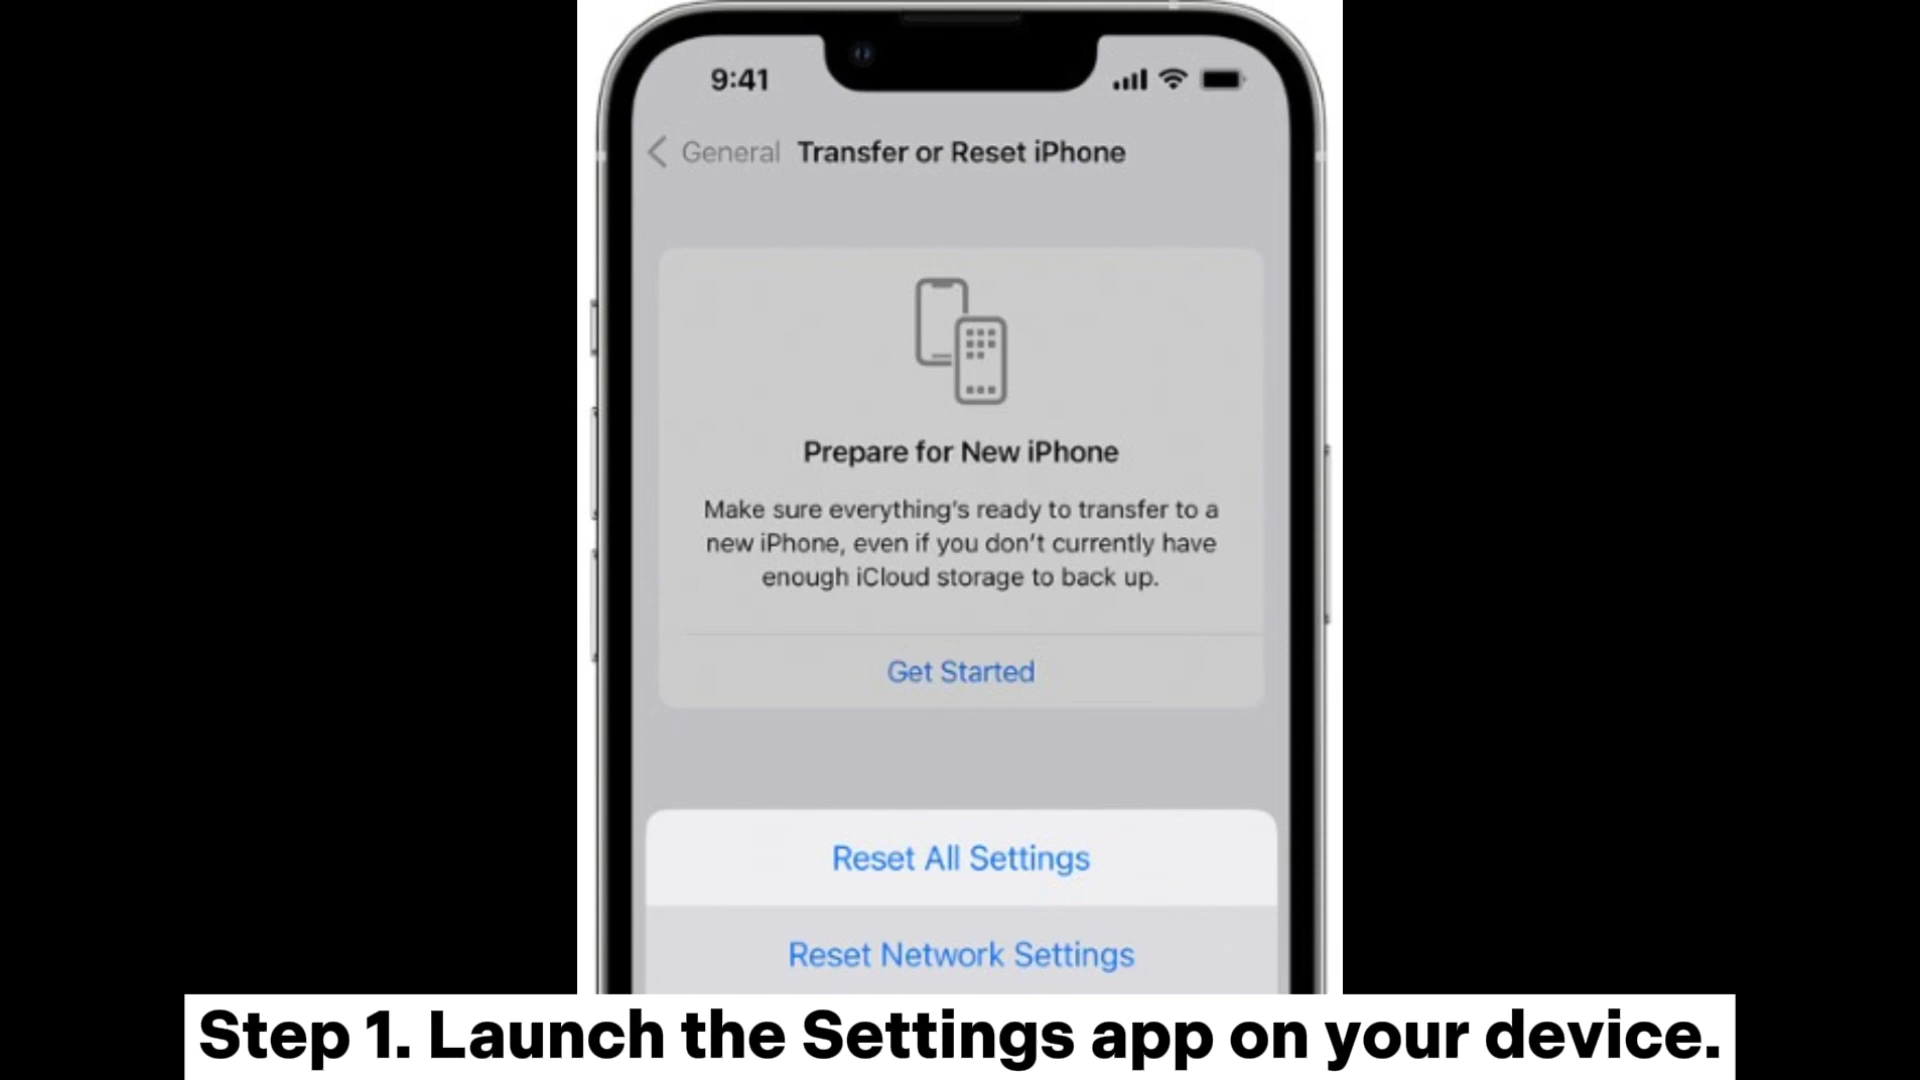 9:41
General Transfer or Reset iPhone
Prepare for New iPhone
Make sure everything's ready to transfer to a
new iPhone, even if you don't currently have
enough iCloud storage to back up.
Get Started
Reset All Settings
Reset Network Settings
Step 1. Launch the Settings app on your device.